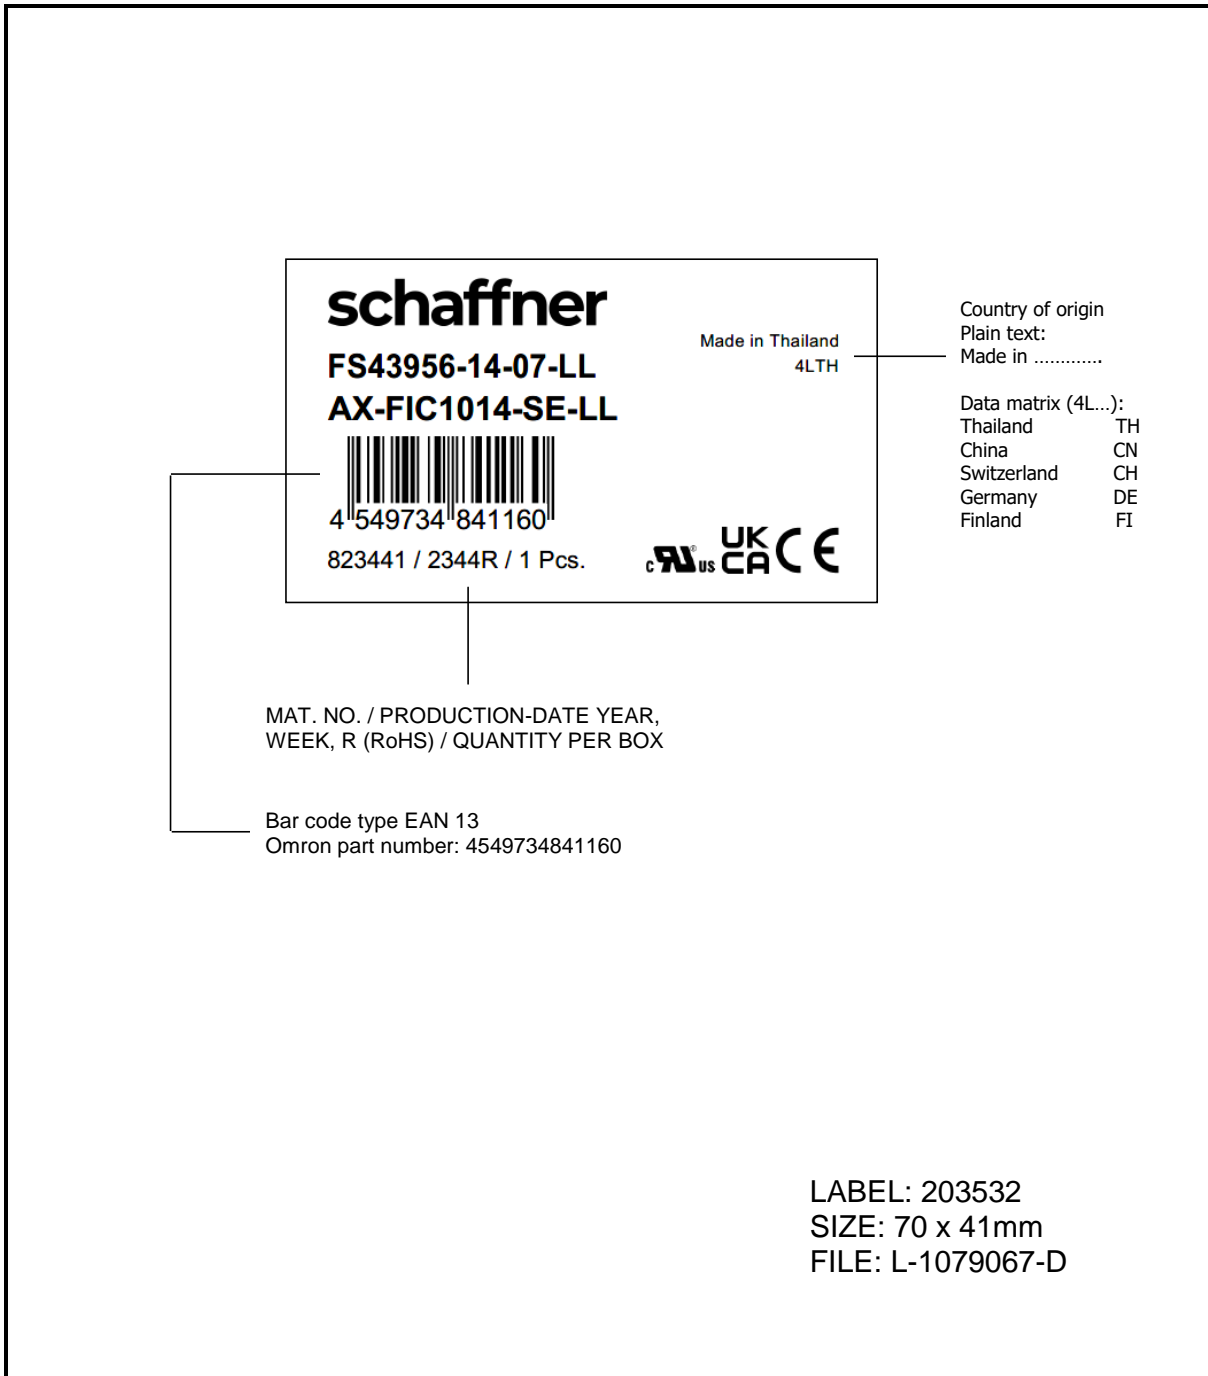 schaffner
FS43956-14-07-LL
AX-FIC1014-SE-LL
Made in Thailand
4LTH
4 549734 841160
823441 / 2344R / 1 Pcs.
c RU ® US UK CA CE
Country of origin
Plain text:
Made in ………….
Data matrix (4L…):
Thailand TH
China CN
Switzerland CH
Germany DE
Finland FI
MAT. NO. / PRODUCTION-DATE YEAR,
WEEK, R (RoHS) / QUANTITY PER BOX
Bar code type EAN 13
Omron part number: 4549734841160
LABEL: 203532
SIZE: 70 x 41mm
FILE: L-1079067-D